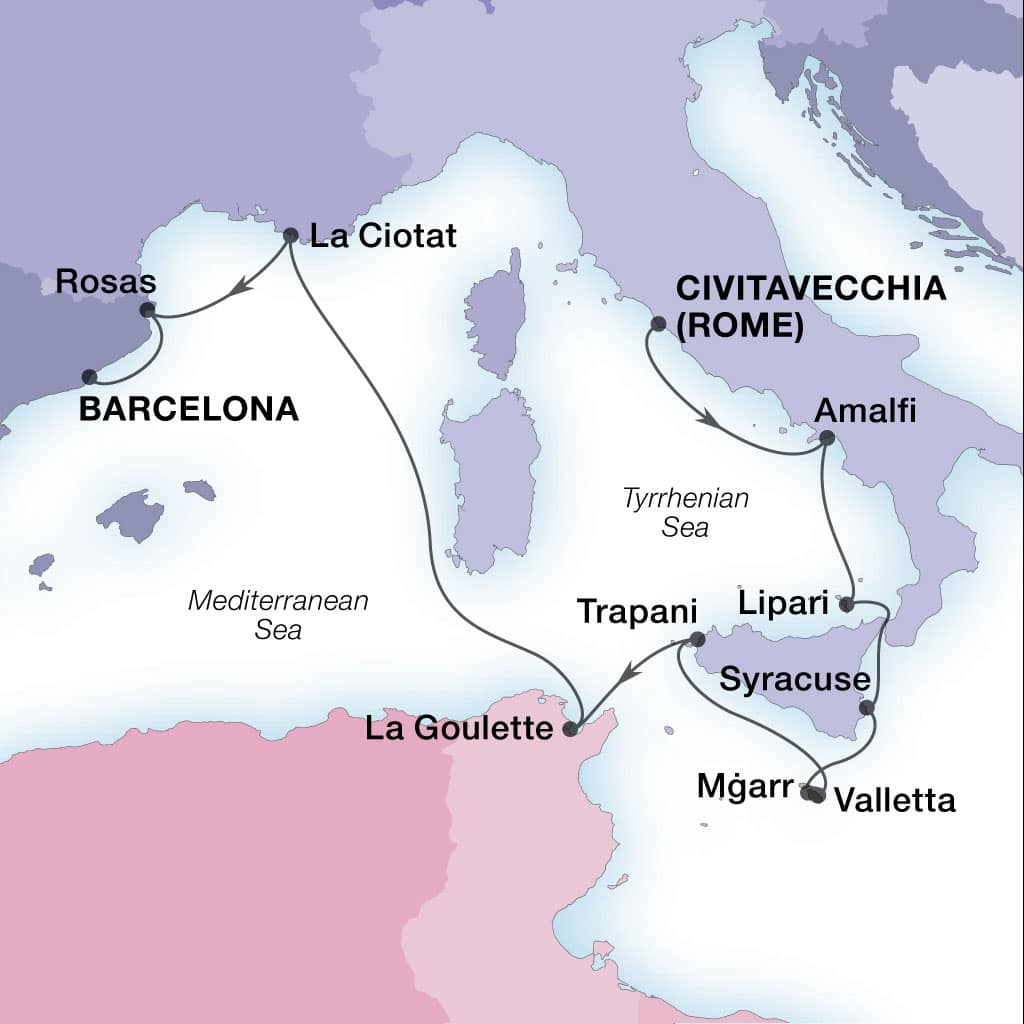 La Ciotat
Rosas
CIVITAVECCHIA
(ROME)
BARCELONA
Amalfi
Tyrrhenian
Sea
Mediterranean
Sea
Trapani
Lipari
Syracuse
La Goulette
Mġarr
Valletta